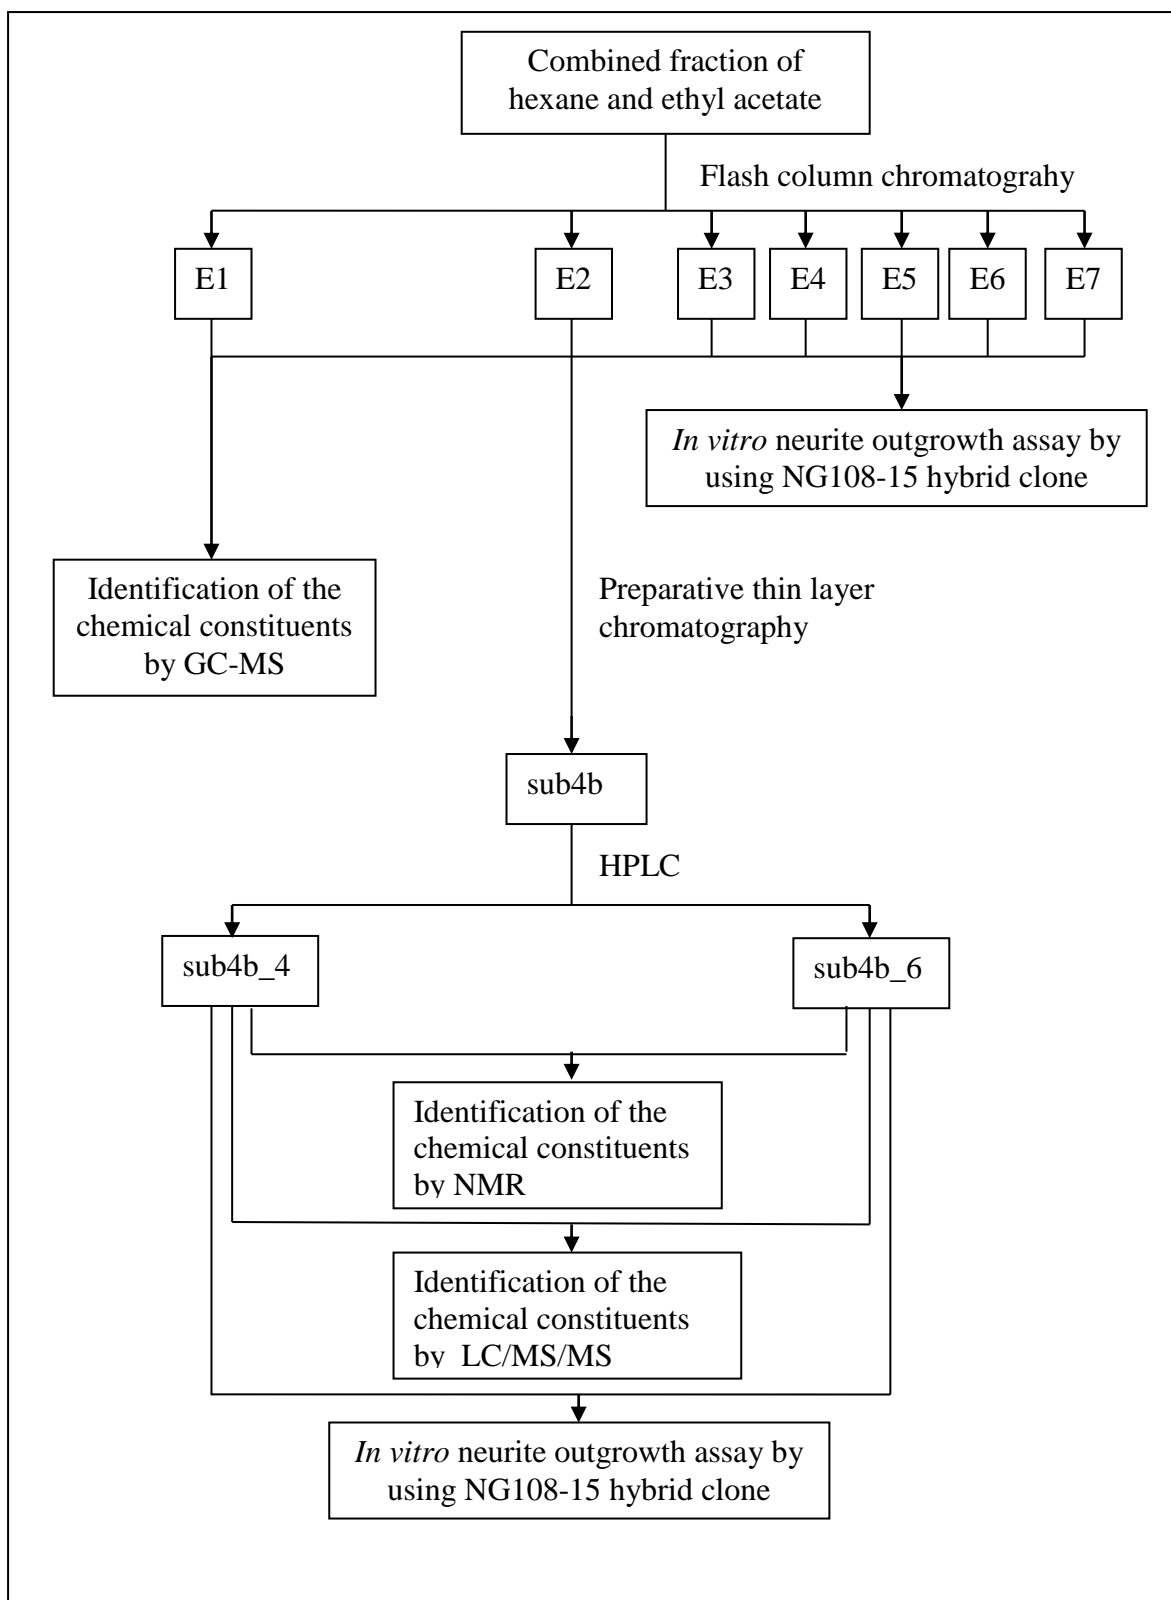 Combined fraction of
hexane and ethyl acetate
Flash column chromatograhy
E1
E2
E3
E4
E5
E6
E7
In vitro neurite outgrowth assay by
using NG108-15 hybrid clone
Identification of the
chemical constituents
by GC-MS
Preparative thin layer
chromatography
sub4b
HPLC
sub4b_4
sub4b_6
Identification of the
chemical constituents
by NMR
Identification of the
chemical constituents
by LC/MS/MS
In vitro neurite outgrowth assay by
using NG108-15 hybrid clone